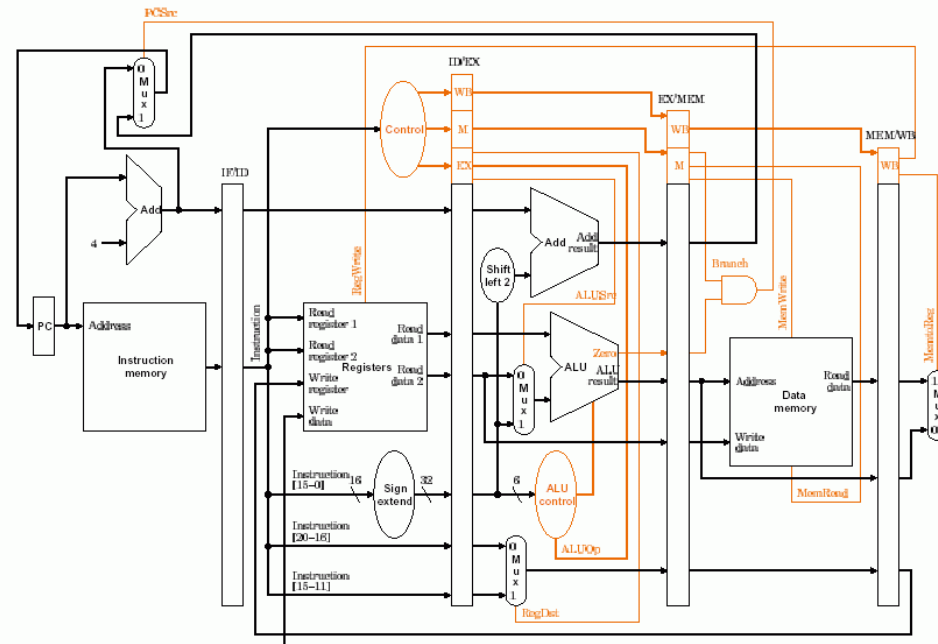 PCSrc
ID/EX
0
M
u
x
1
WB
EX/MEM
Control
M
WB
MEM/WB
IF/ID
EX
M
WB
Add
4
Add
Add
result
RegWrite
Shift
left 2
Branch
ALUSrc
MemWrite
MemtoReg
PC
Address
Instruction
memory
Instruction
Read
register 1
Read
register 2
Write
register
Write
data
Registers
Read
data 1
Read
data 2
0
M
u
x
1
Zero
ALU
ALU
result
Address
Read
data
Data
memory
Write
data
1
M
u
x
0
Instruction
[15–0]
16
Sign
extend
32
6
ALU
control
MemRead
Instruction
[20–16]
ALUOp
Instruction
[15–11]
0
M
u
x
1
RegDst